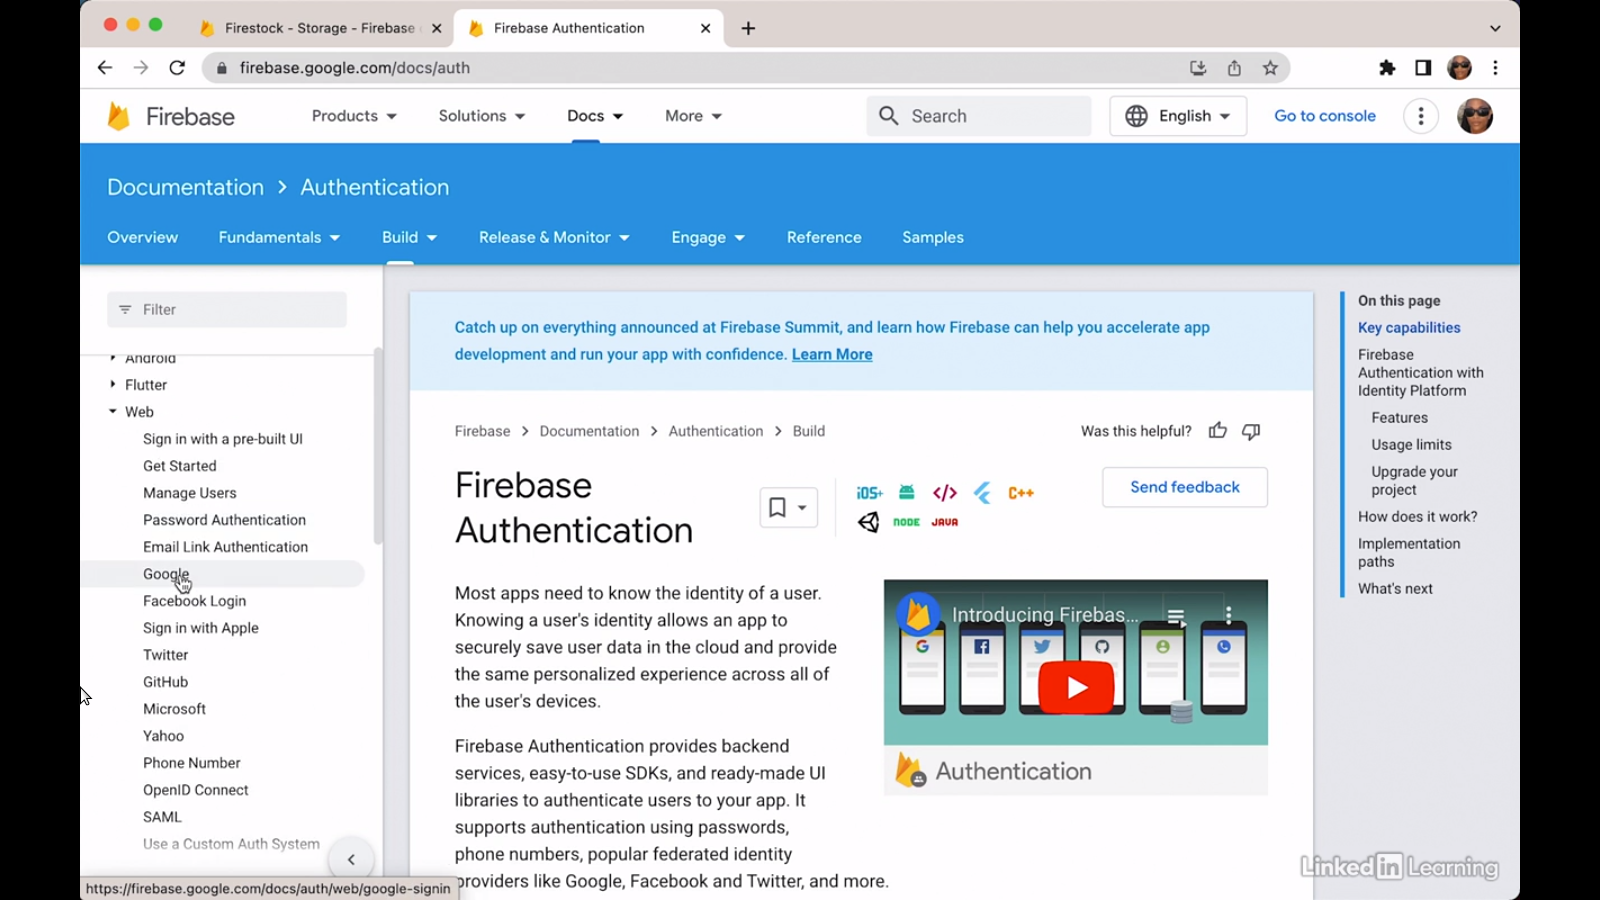 Firestock - Storage - Firebase
Firebase Authentication
firebase.google.com/docs/auth
Firebase
Products
Solutions
Docs
More
Search
English
Go to console
Documentation > Authentication
Overview
Fundamentals
Build
Release & Monitor
Engage
Reference
Samples
Filter
Android
Flutter
Web
Sign in with a pre-built UI
Get Started
Manage Users
Password Authentication
Email Link Authentication
Google
Facebook Login
Sign in with Apple
Twitter
GitHub
Microsoft
Yahoo
Phone Number
OpenID Connect
SAML
Use a Custom Auth System
https://firebase.google.com/docs/auth/web/google-signin
Catch up on everything announced at Firebase Summit, and learn how Firebase can help you accelerate app
development and run your app with confidence. Learn More
Firebase > Documentation > Authentication > Build
Was this helpful?
Firebase
Authentication
iOS+
C++
NODE
JAVA
Send feedback
Most apps need to know the identity of a user.
Knowing a user's identity allows an app to
securely save user data in the cloud and provide
the same personalized experience across all of
the user's devices.
Firebase Authentication provides backend
services, easy-to-use SDKs, and ready-made UI
libraries to authenticate users to your app. It
supports authentication using passwords,
phone numbers, popular federated identity
providers like Google, Facebook and Twitter, and more.
Introducing Firebas...
Authentication
On this page
Key capabilities
Firebase
Authentication with
Identity Platform
Features
Usage limits
Upgrade your
project
How does it work?
Implementation
paths
What's next
LinkedIn Learning